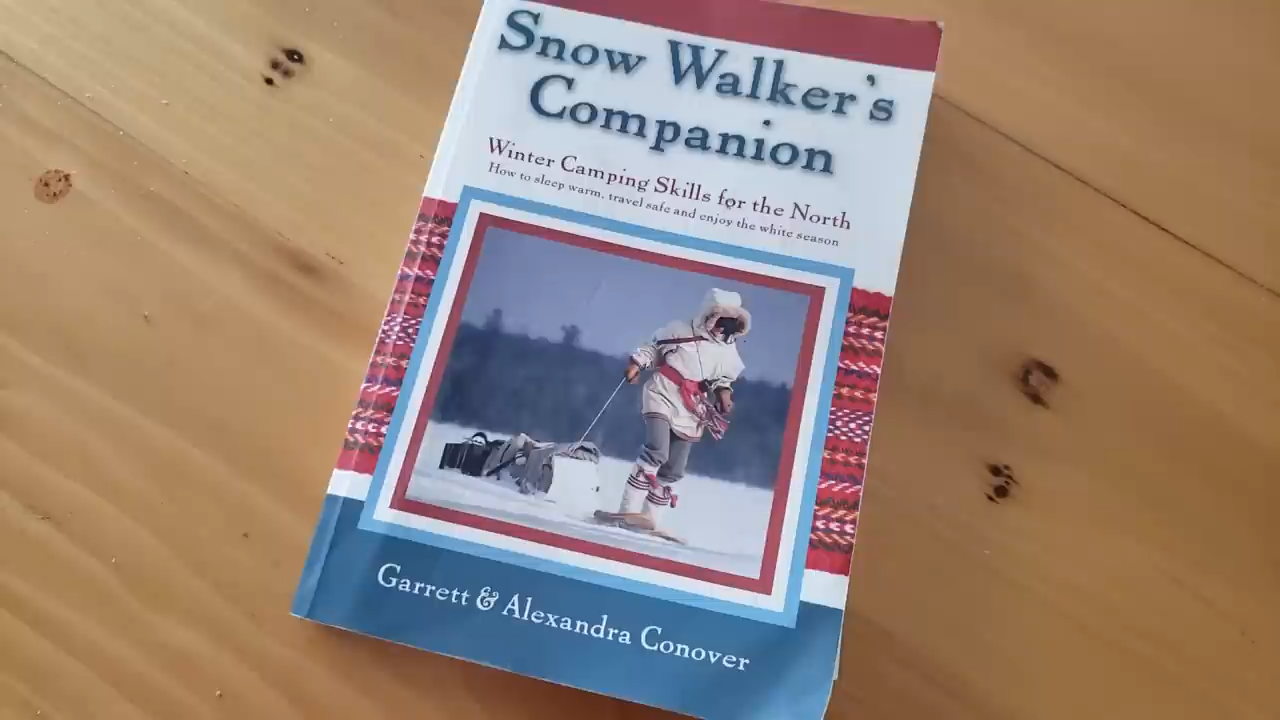 Snow Walker's
Companion
Winter Camping Skills for the North
How to sleep warm, travel safe and enjoy the white season
Garrett & Alexandra Conover